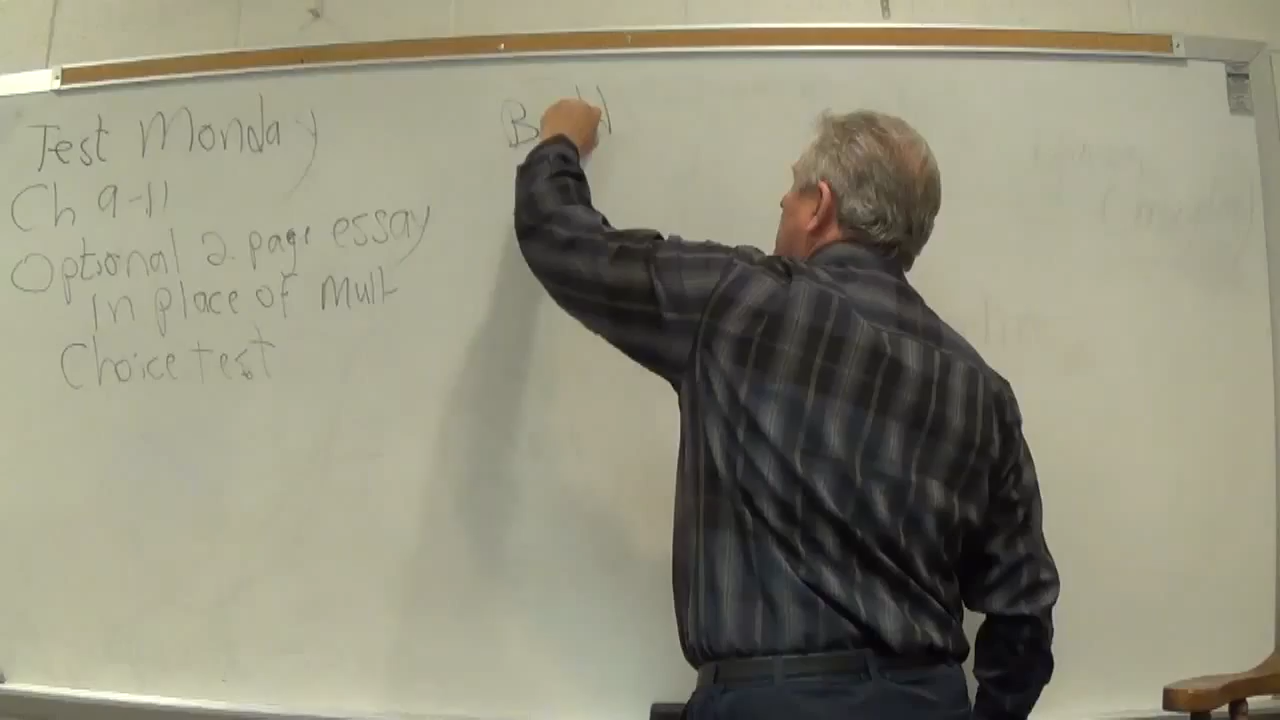 Test Monday
Ch 9-11
Optional 2 page essay
In place of Mult
Choice test